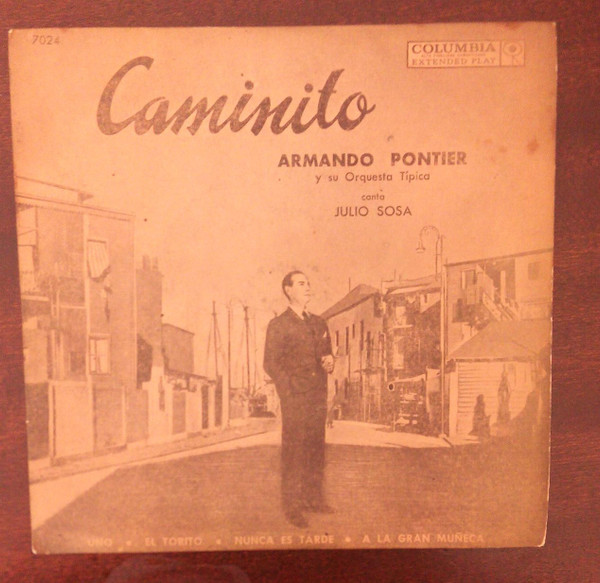 7024
COLUMBIA
EXTENDED PLAY
Caminito
ARMANDO PONTIER
y su Orquesta Típica
canta
JULIO SOSA
UNO • EL TORITO • NUNCA ES TARDE • A LA GRAN MUÑECA